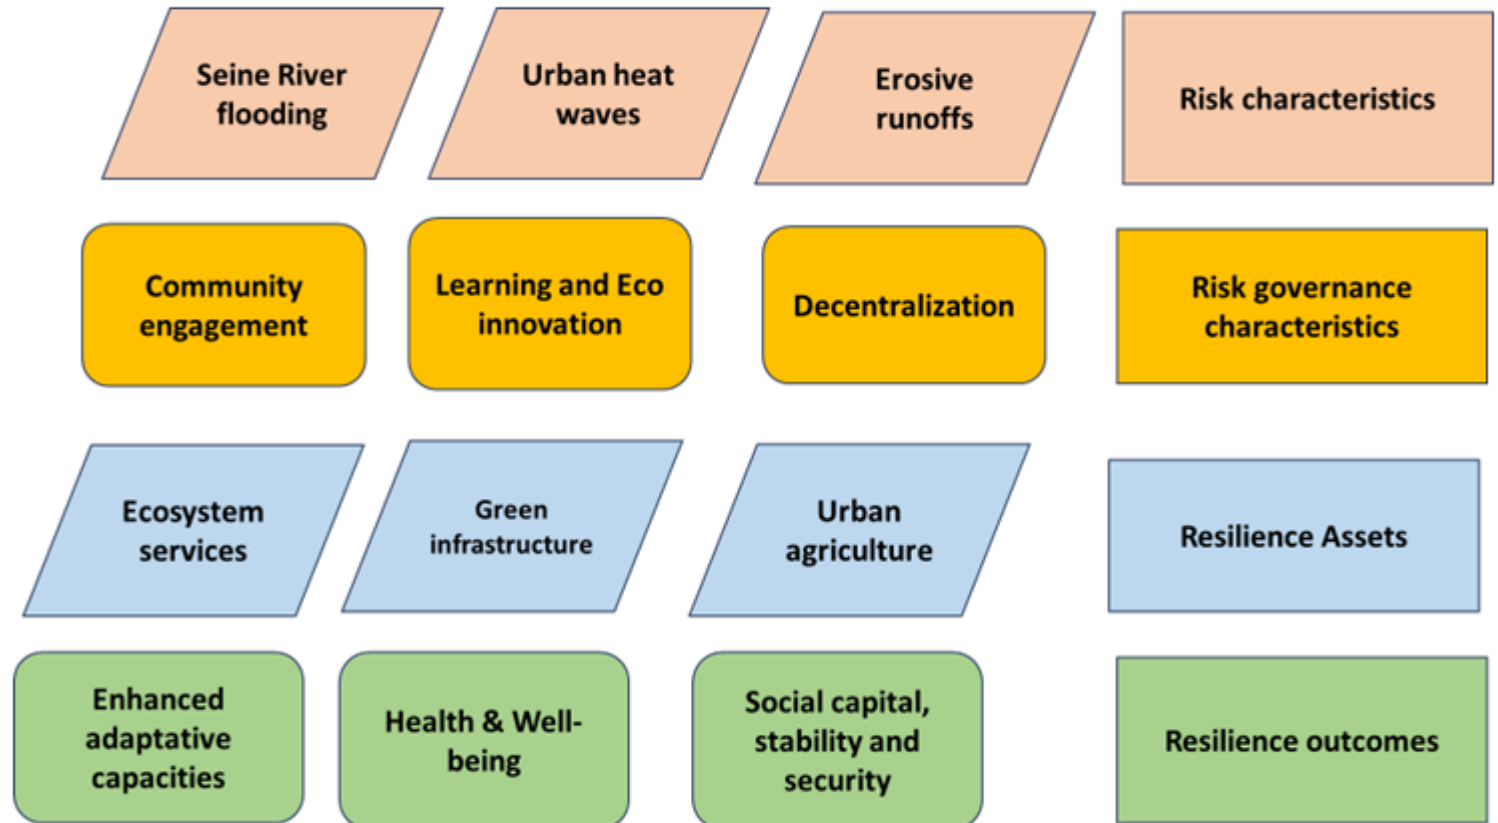 Seine River
flooding
Urban heat
waves
Erosive
runoffs
Risk characteristics
Community
engagement
Learning and Eco
innovation
Decentralization
Risk governance
characteristics
Ecosystem
services
Green
infrastructure
Urban
agriculture
Resilience Assets
Enhanced
adaptative
capacities
Health & Well-
being
Social capital,
stability and
security
Resilience outcomes